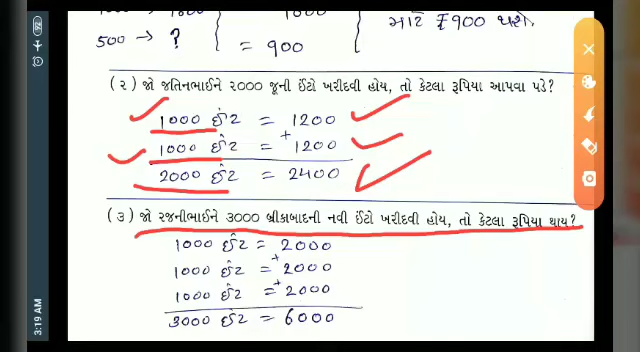 500 → ?
= 900
માટે ₹900 થશે.
(૨) જો જતિનભાઈને ૨૦૦૦ જૂની ઈંટો ખરીદવી હોય, તો કેટલા રૂપિયા આપવા પડે?
1000 ઈંટ = 1200
1000 ઈંટ = +1200
2000 ઈંટ = 2400
(૩) જો રજનીભાઈને ૩૦૦૦ બ્રીકાબાદની નવી ઈંટો ખરીદવી હોય, તો કેટલા રૂપિયા થાય?
1000 ઈંટ = 2000
1000 ઈંટ = +2000
1000 ઈંટ = +2000
3000 ઈંટ = 6000
3:19 AM